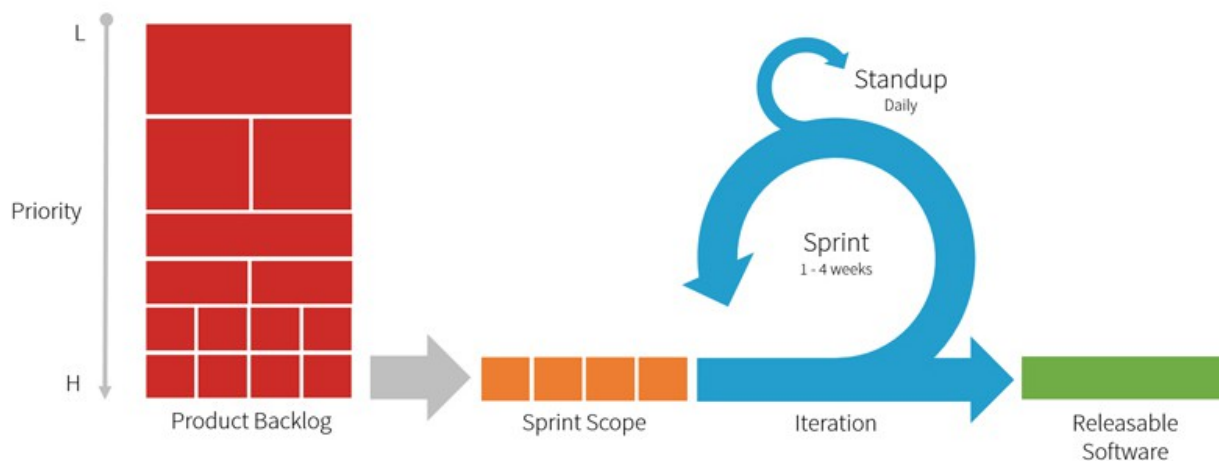 L
Priority
H
Product Backlog
Sprint Scope
Standup
Daily
Sprint
1 - 4 weeks
Iteration
Releasable
Software